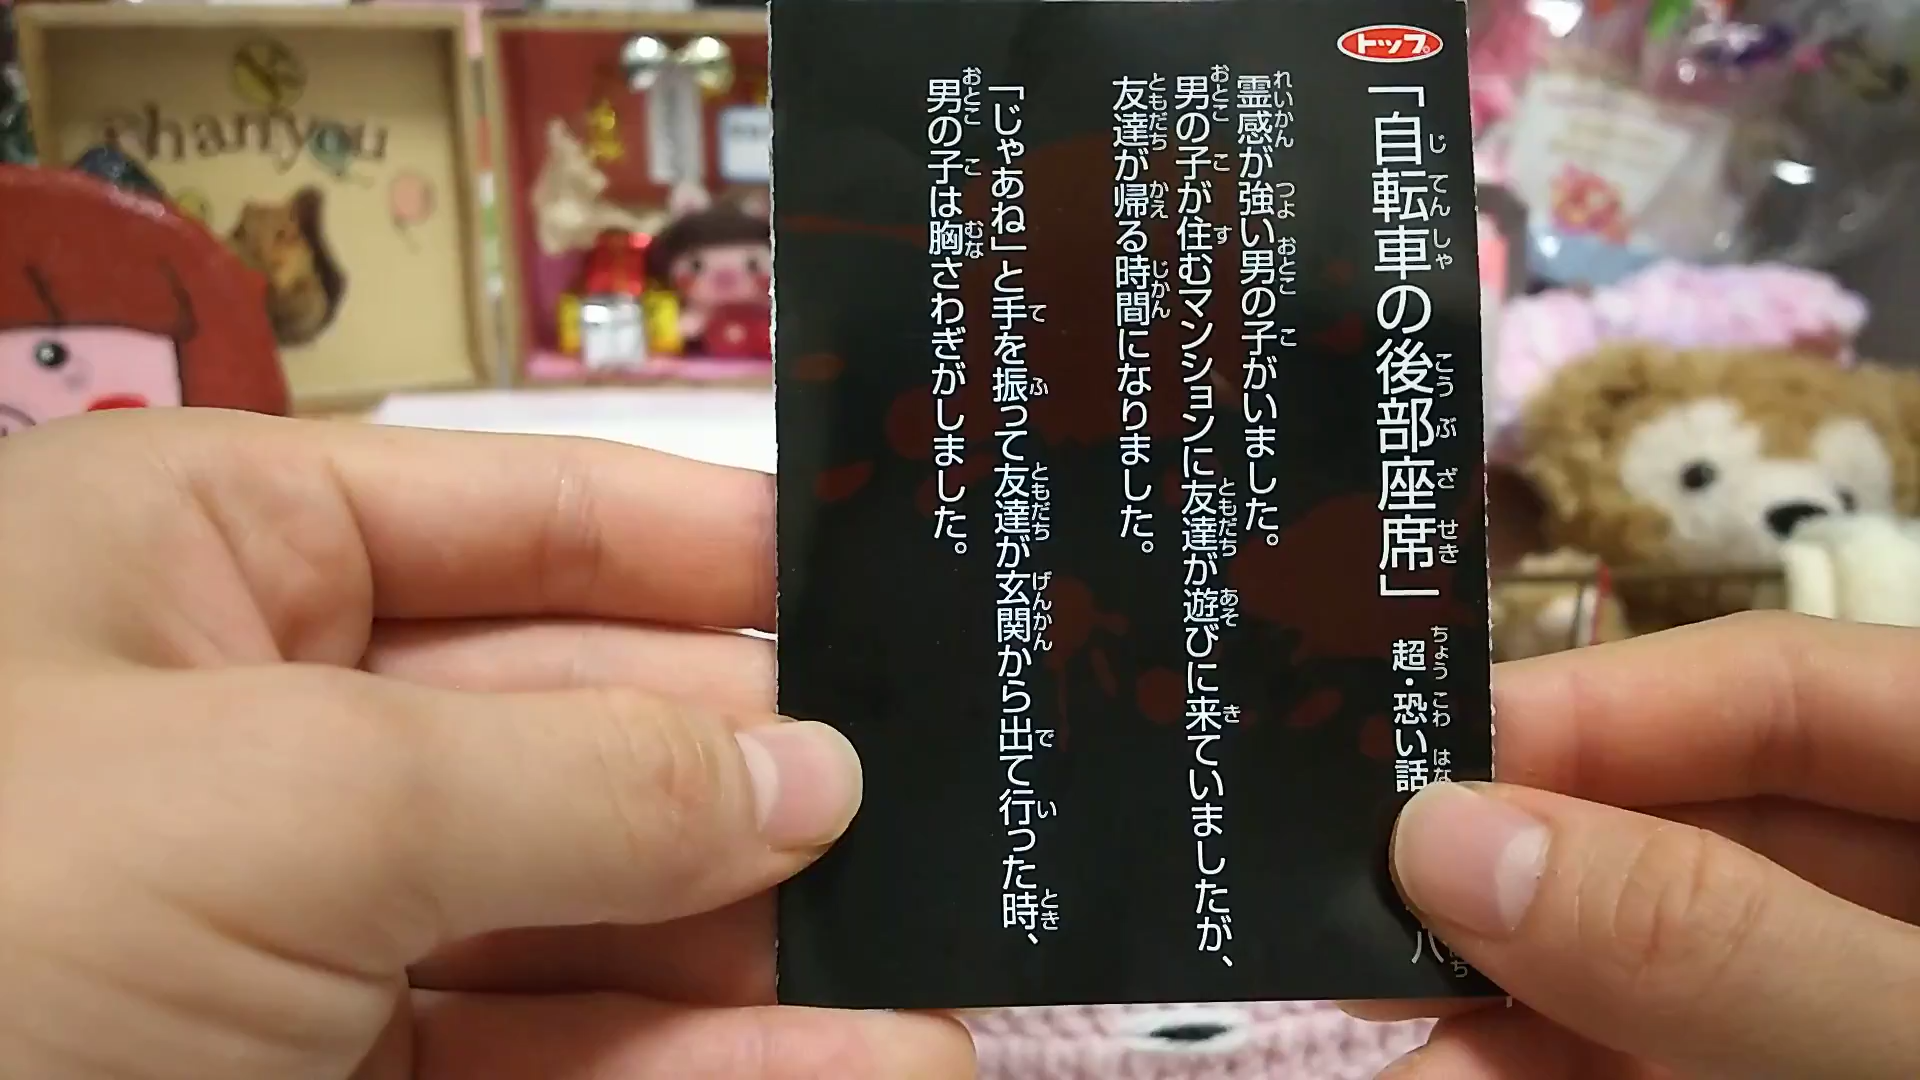 トップ。
「自転車の後部座席」 超・恐い話 八
霊感が強い男の子がいました。
男の子が住むマンションに友達が遊びに来ていましたが、
友達が帰る時間になりました。
「じゃあね」と手を振って友達が玄関から出て行った時、
男の子は胸さわぎがしました。
chanyou